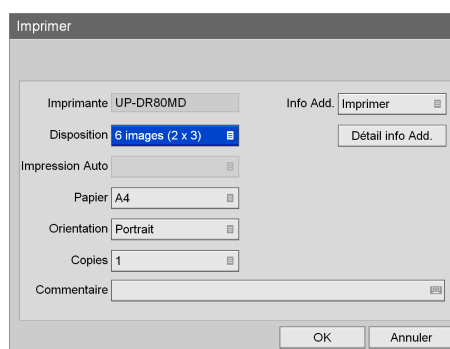 Imprimer
Imprimante UP-DR80MD Info Add. Imprimer
Disposition 6 images (2 x 3) Détail info Add.
Impression Auto
Papier A4
Orientation Portrait
Copies 1
Commentaire
OK Annuler